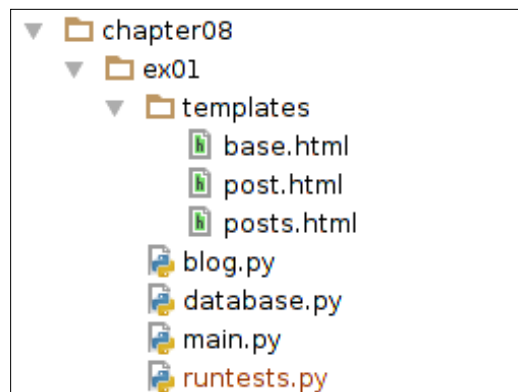 chapter08
ex01
templates
base.html
post.html
posts.html
blog.py
database.py
main.py
runtests.py